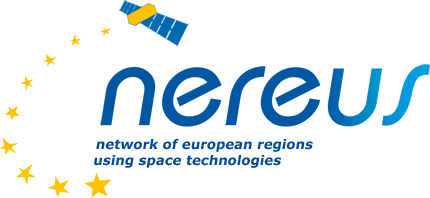 nereus
network of european regions
using space technologies